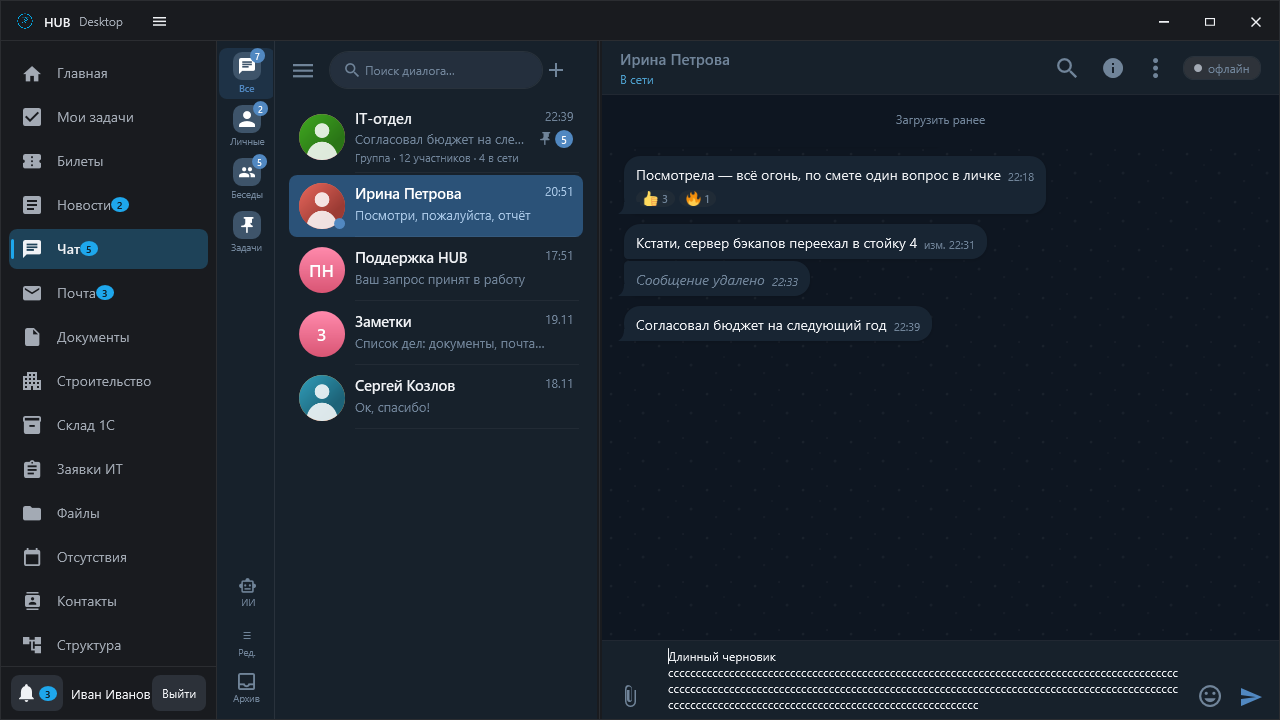 HUB Desktop
Главная
Мои задачи
Билеты
Новости 2
Чат 5
Почта 3
Документы
Строительство
Склад 1С
Заявки ИТ
Файлы
Отсутствия
Контакты
Структура
3 Иван Иванов Выйти
7
Все
2
Личные
5
Беседы
Задачи
ИИ
Ред.
Архив
Поиск диалога...
IT-отдел 22:39
Согласовал бюджет на сле... 5
Группа · 12 участников · 4 в сети
Ирина Петрова 20:51
Посмотри, пожалуйста, отчёт
ПН
Поддержка HUB 17:51
Ваш запрос принят в работу
З
Заметки 19.11
Список дел: документы, почта...
Сергей Козлов 18.11
Ок, спасибо!
Ирина Петрова
В сети
офлайн
Загрузить ранее
Посмотрела — всё огонь, по смете один вопрос в личке 22:18
3 1
Кстати, сервер бэкапов переехал в стойку 4 изм. 22:31
Сообщение удалено 22:33
Согласовал бюджет на следующий год 22:39
Длинный черновик